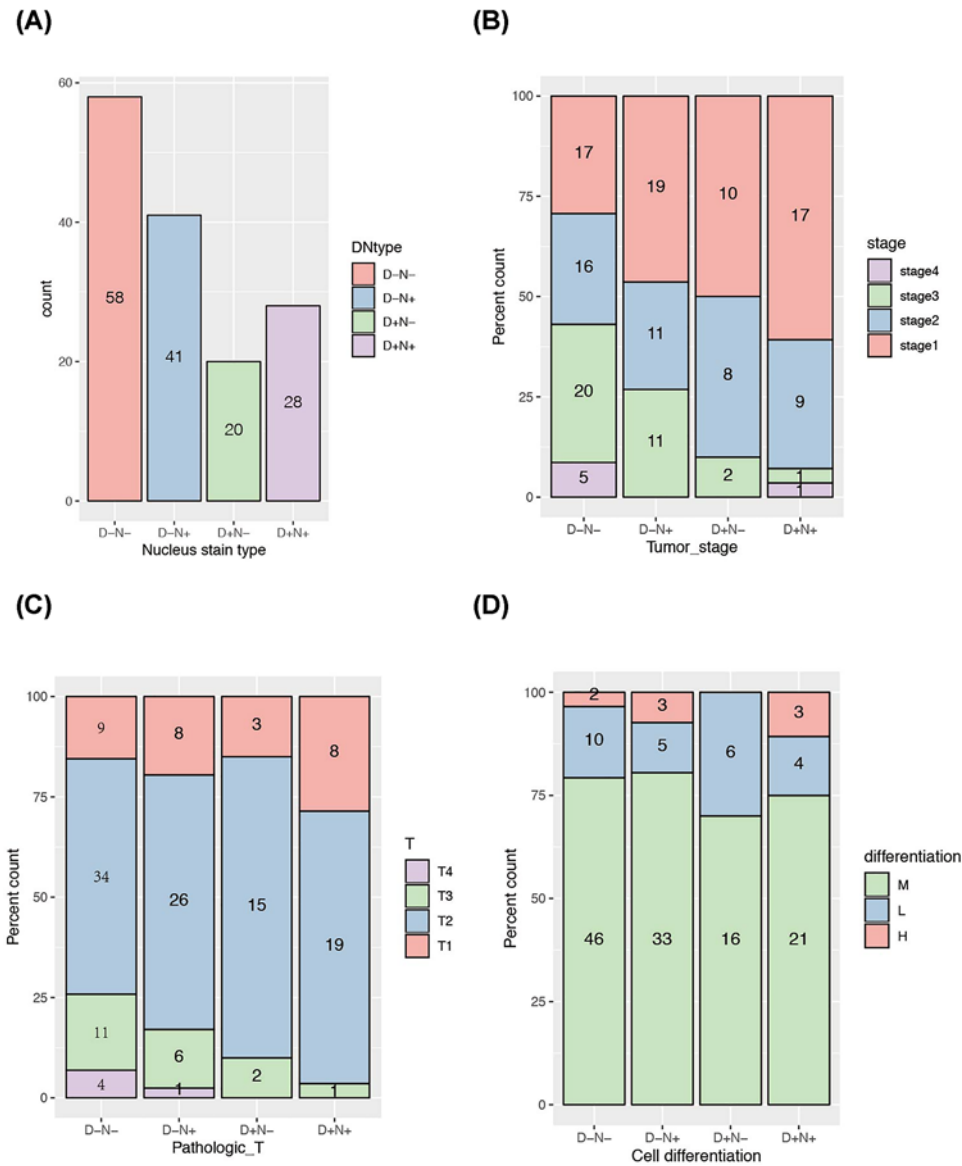 (A)
60
40
20
0
count
58
41
20
28
D–N–
D–N+
D+N–
D+N+
Nucleus stain type
DNtype
D–N–
D–N+
D+N–
D+N+
(B)
100
75
50
25
0
Percent count
17
16
20
5
19
11
11
10
8
2
17
9
1
1
D–N–
D–N+
D+N–
D+N+
Tumor_stage
stage
stage4
stage3
stage2
stage1
(C)
100
75
50
25
0
Percent count
9
34
11
4
8
26
6
1
3
15
2
8
19
1
D–N–
D–N+
D+N–
D+N+
Pathologic_T
T
T4
T3
T2
T1
(D)
100
75
50
25
0
Percent count
2
10
46
3
5
33
6
16
3
4
21
D–N–
D–N+
D+N–
D+N+
Cell differentiation
differentiation
M
L
H